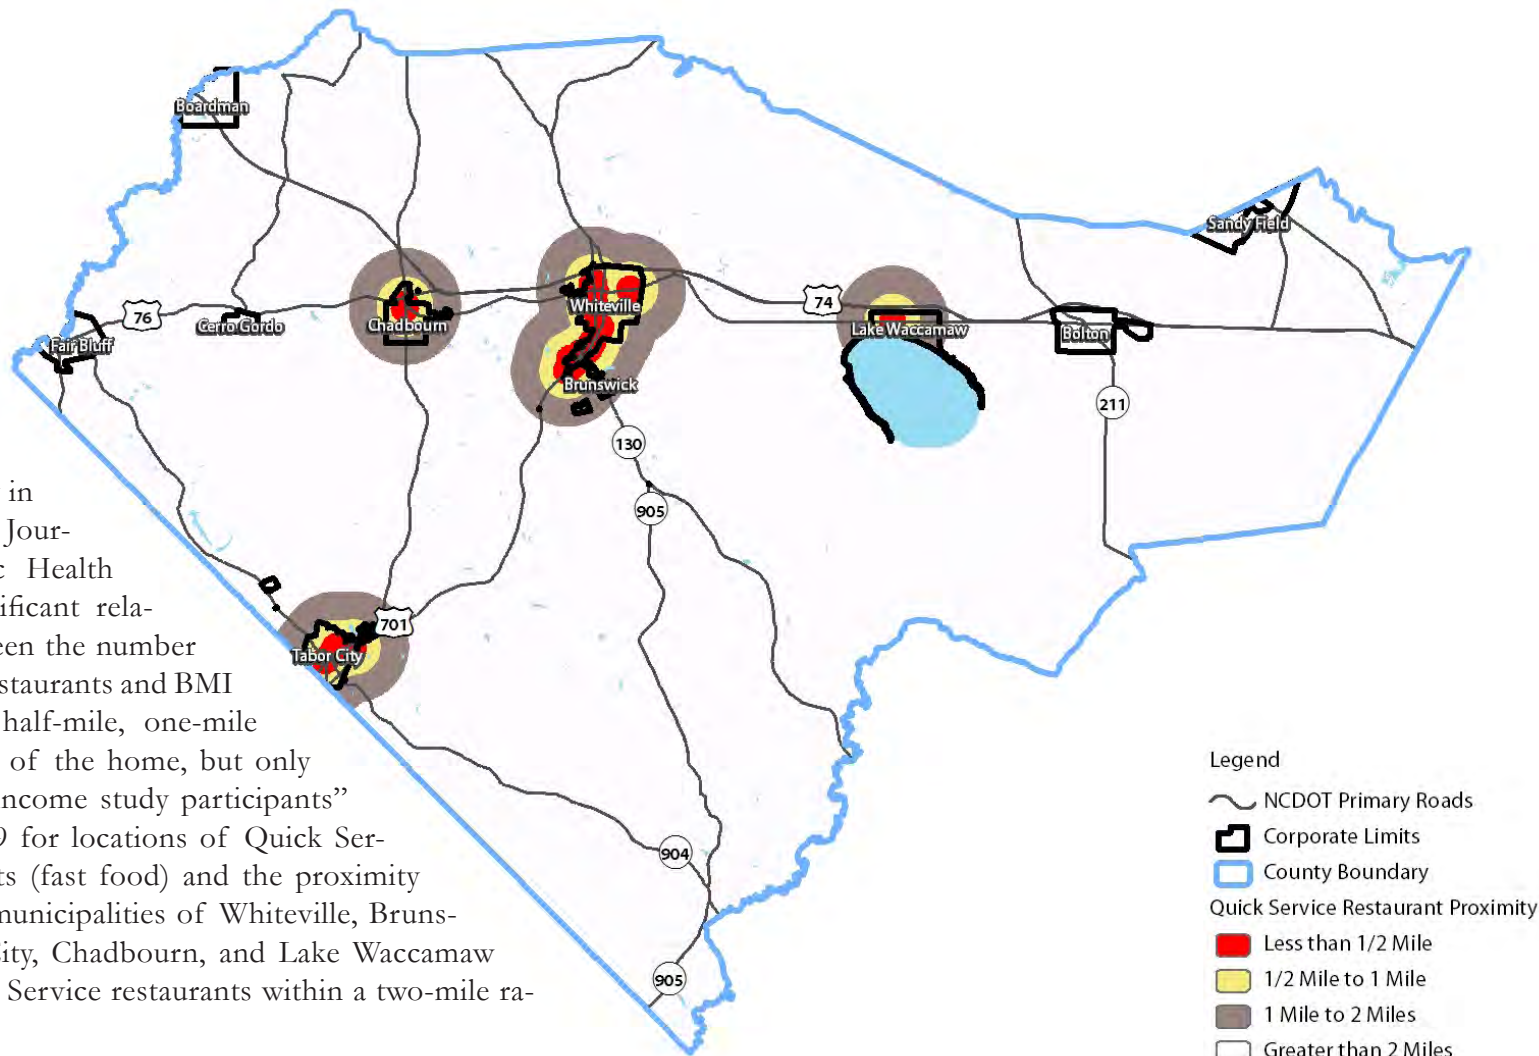 Boardman
Sandy Field
76
Cerro Gordo
Fair Bluff
Chadbourn
Whiteville
Brunswick
74
Lake Waccamaw
Bolton
211
130
905
701
Tabor City
904
905
in
Jour-
c Health
ificant rela-
een the number
staurants and BMI
half-mile, one-mile
of the home, but only
income study participants”
9 for locations of Quick Ser-
ts (fast food) and the proximity
municipalities of Whiteville, Bruns-
City, Chadbourn, and Lake Waccamaw
Service restaurants within a two-mile ra-
Legend
NCDOT Primary Roads
Corporate Limits
County Boundary
Quick Service Restaurant Proximity
Less than 1/2 Mile
1/2 Mile to 1 Mile
1 Mile to 2 Miles
Greater than 2 Miles